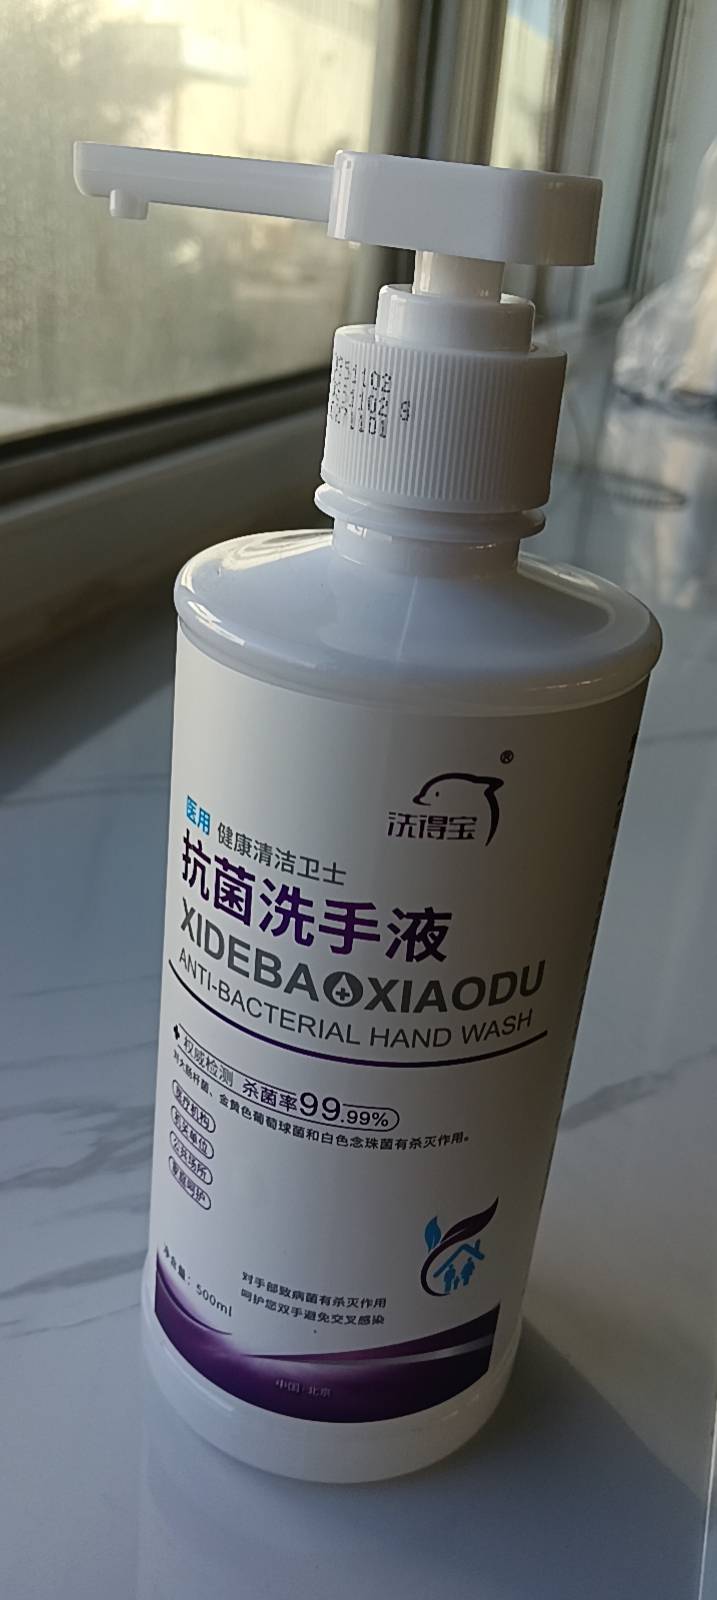 洗得宝
®
医用 健康清洁卫士
抗菌洗手液
XIDEBAOXIAODU
ANTI-BACTERIAL HAND WASH
权威检测 杀菌率99.99%
对大肠杆菌、金黄色葡萄球菌和白色念珠菌有杀灭作用。
医疗机构
机关单位
公共场所
家庭呵护
净含量：500ml
对手部致病菌有杀灭作用
呵护您双手避免交叉感染
中国·北京